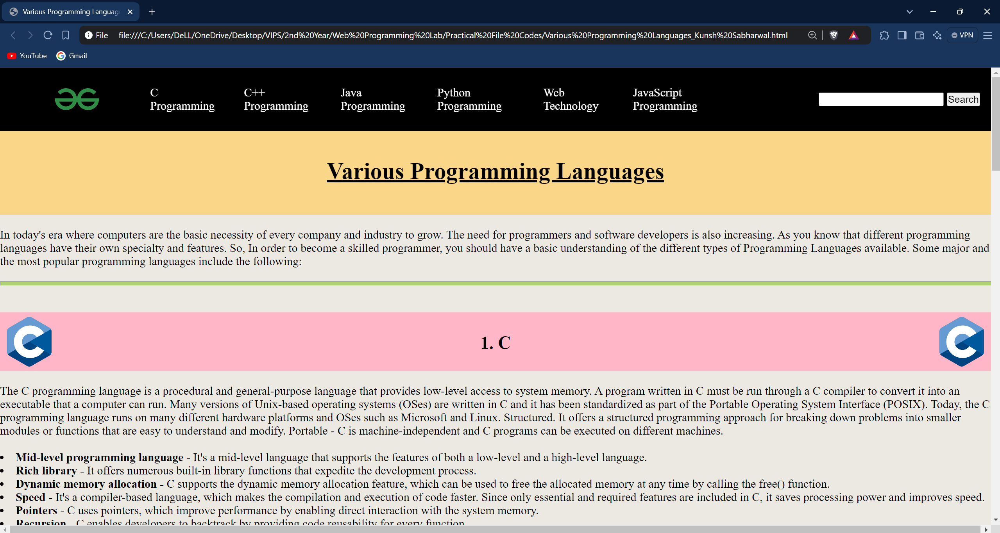 Various Programming Languag
File file:///C:/Users/DeLL/OneDrive/Desktop/VIPS/2nd%20Year/Web%20Programming%20Lab/Practical%20File%20Codes/Various%20Programming%20Languages_Kunsh%20Sabharwal.html
VPN
YouTube Gmail
C Programming
C++ Programming
Java Programming
Python Programming
Web Technology
JavaScript Programming
Search
Various Programming Languages
In today's era where computers are the basic necessity of every company and industry to grow. The need for programmers and software developers is also increasing. As you know that different programming
languages have their own specialty and features. So, In order to become a skilled programmer, you should have a basic understanding of the different types of Programming Languages available. Some major and
the most popular programming languages include the following:
1. C
The C programming language is a procedural and general-purpose language that provides low-level access to system memory. A program written in C must be run through a C compiler to convert it into an
executable that a computer can run. Many versions of Unix-based operating systems (OSes) are written in C and it has been standardized as part of the Portable Operating System Interface (POSIX). Today, the C
programming language runs on many different hardware platforms and OSes such as Microsoft and Linux. Structured. It offers a structured programming approach for breaking down problems into smaller
modules or functions that are easy to understand and modify. Portable - C is machine-independent and C programs can be executed on different machines.
• Mid-level programming language - It's a mid-level language that supports the features of both a low-level and a high-level language.
• Rich library - It offers numerous built-in library functions that expedite the development process.
• Dynamic memory allocation - C supports the dynamic memory allocation feature, which can be used to free the allocated memory at any time by calling the free() function.
• Speed - It's a compiler-based language, which makes the compilation and execution of code faster. Since only essential and required features are included in C, it saves processing power and improves speed.
• Pointers - C uses pointers, which improve performance by enabling direct interaction with the system memory.
• Recursion - C enables developers to backtrack by providing code reusability for every function.